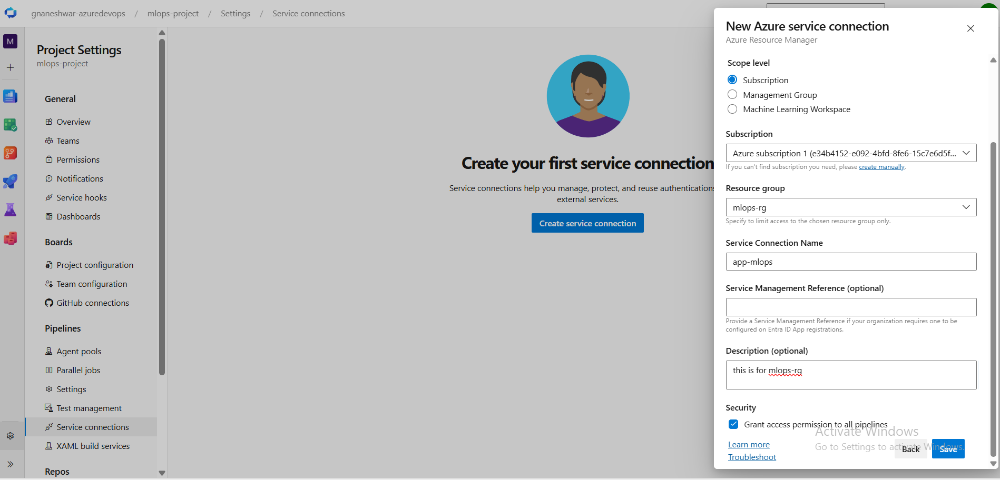 gnaneshwar-azuredevops / mlops-project / Settings / Service connections
M
Project Settings
mlops-project
General
Overview
Teams
Permissions
Notifications
Service hooks
Dashboards
Boards
Project configuration
Team configuration
GitHub connections
Pipelines
Agent pools
Parallel jobs
Settings
Test management
Service connections
XAML build services
Repos
Create your first service connection
Service connections help you manage, protect, and reuse authentications
external services.
Create service connection
New Azure service connection
Azure Resource Manager
Scope level
Subscription
Management Group
Machine Learning Workspace
Subscription
Azure subscription 1 (e34b4152-e092-4bfd-8fe6-15c7e6d5f...
If you can't find subscription you need, please create manually.
Resource group
mlops-rg
Specify to limit access to the chosen resource group only.
Service Connection Name
app-mlops
Service Management Reference (optional)
Provide a Service Management Reference if your organization requires one to be
configured on Entra ID App registrations.
Description (optional)
this is for mlops-rg
Security
Grant access permission to all pipelines
Learn more
Troubleshoot
Back
Save
Activate Windows
Go to Settings to activate Windows.